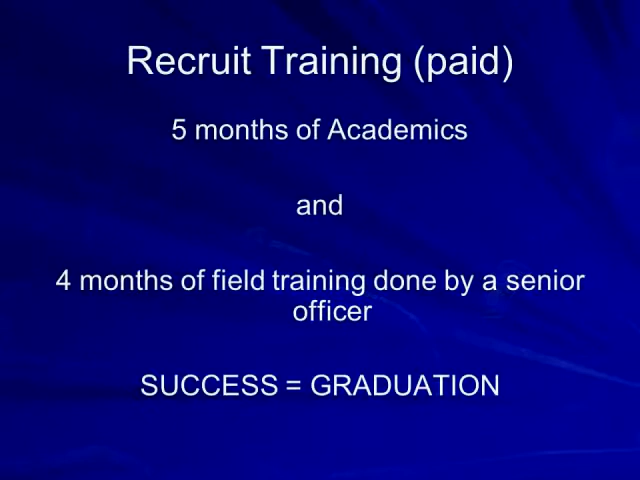 Recruit Training (paid)
5 months of Academics
and
4 months of field training done by a senior
officer
SUCCESS = GRADUATION